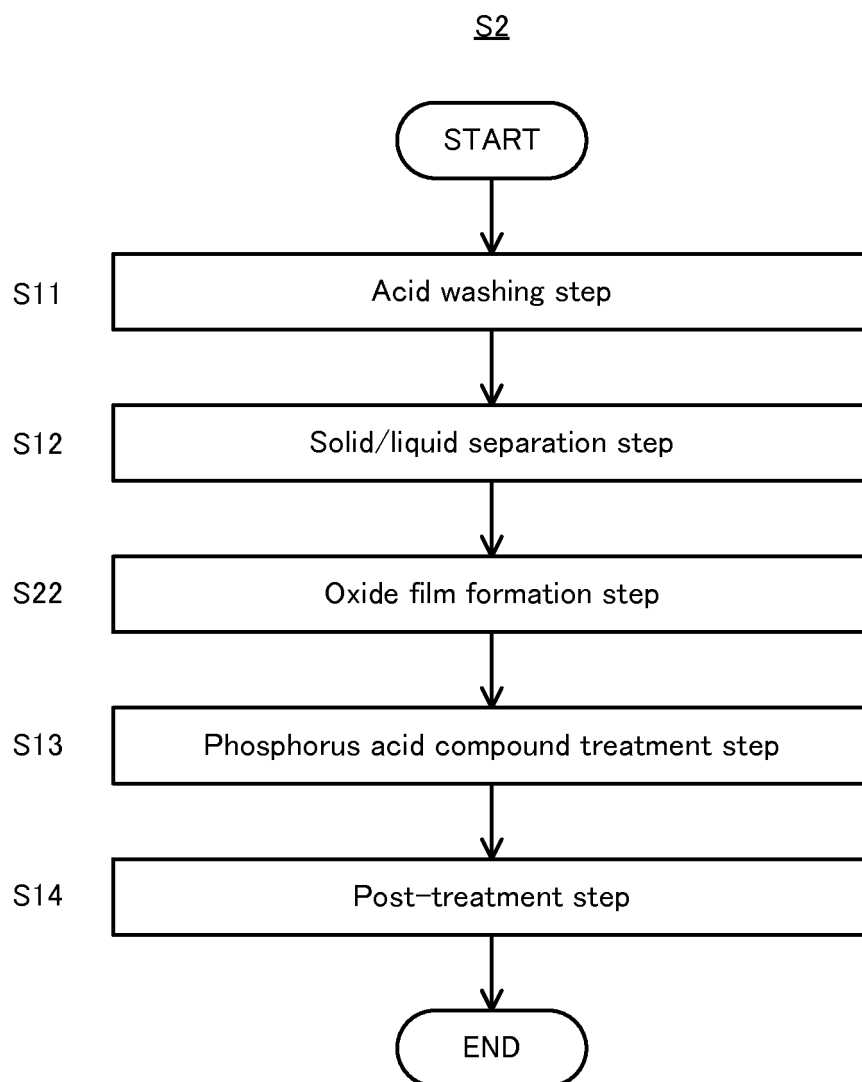 S2
START
S11 Acid washing step
S12 Solid/liquid separation step
S22 Oxide film formation step
S13 Phosphorus acid compound treatment step
S14 Post-treatment step
END